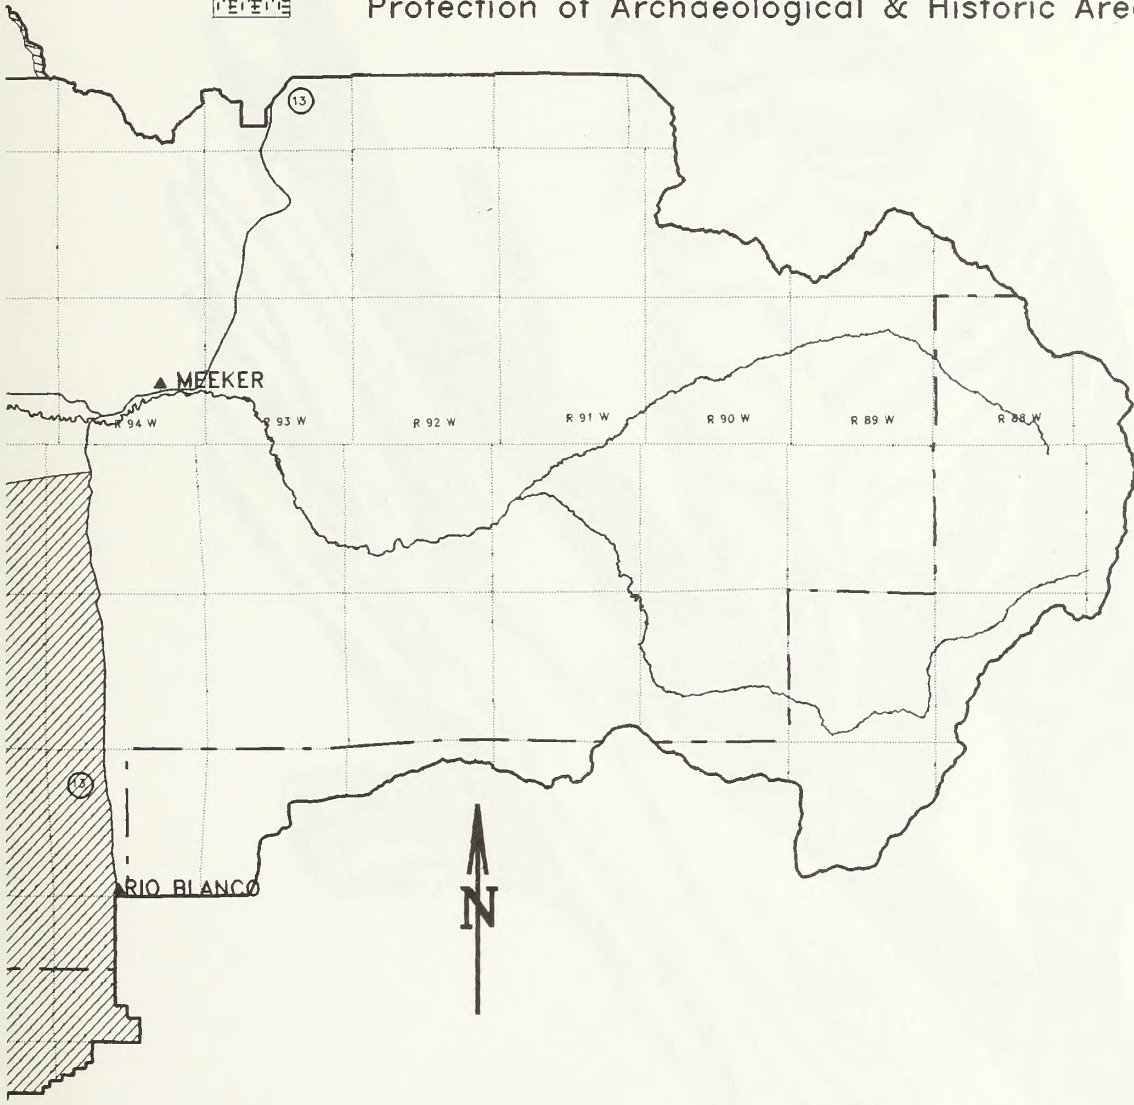 Protection of Archaeological & Historic Are
13
MEEKER
R 94 W
R 93 W
R 92 W
R 91 W
R 90 W
R 89 W
R 88 W
13
RIO BLANCO
N